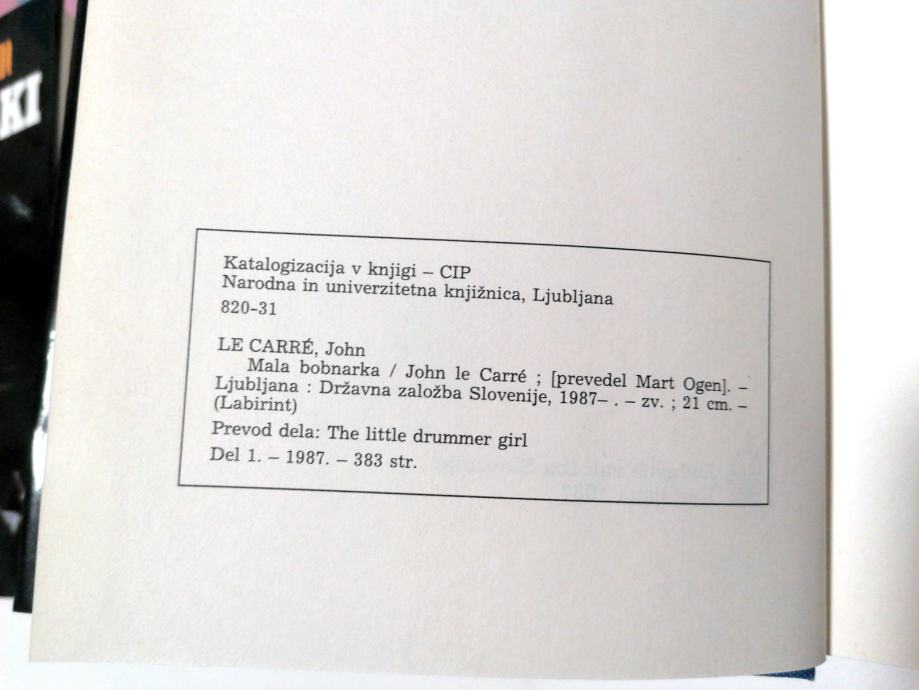 KI
Katalogizacija v knjigi – CIP
Narodna in univerzitetna knjižnica, Ljubljana
820-31
LE CARRÉ, John
Mala bobnarka / John le Carré ; [prevedel Mart Ogen]. –
Ljubljana : Državna založba Slovenije, 1987– . – zv. ; 21 cm. –
(Labirint)
Prevod dela: The little drummer girl
Del 1. – 1987. – 383 str.